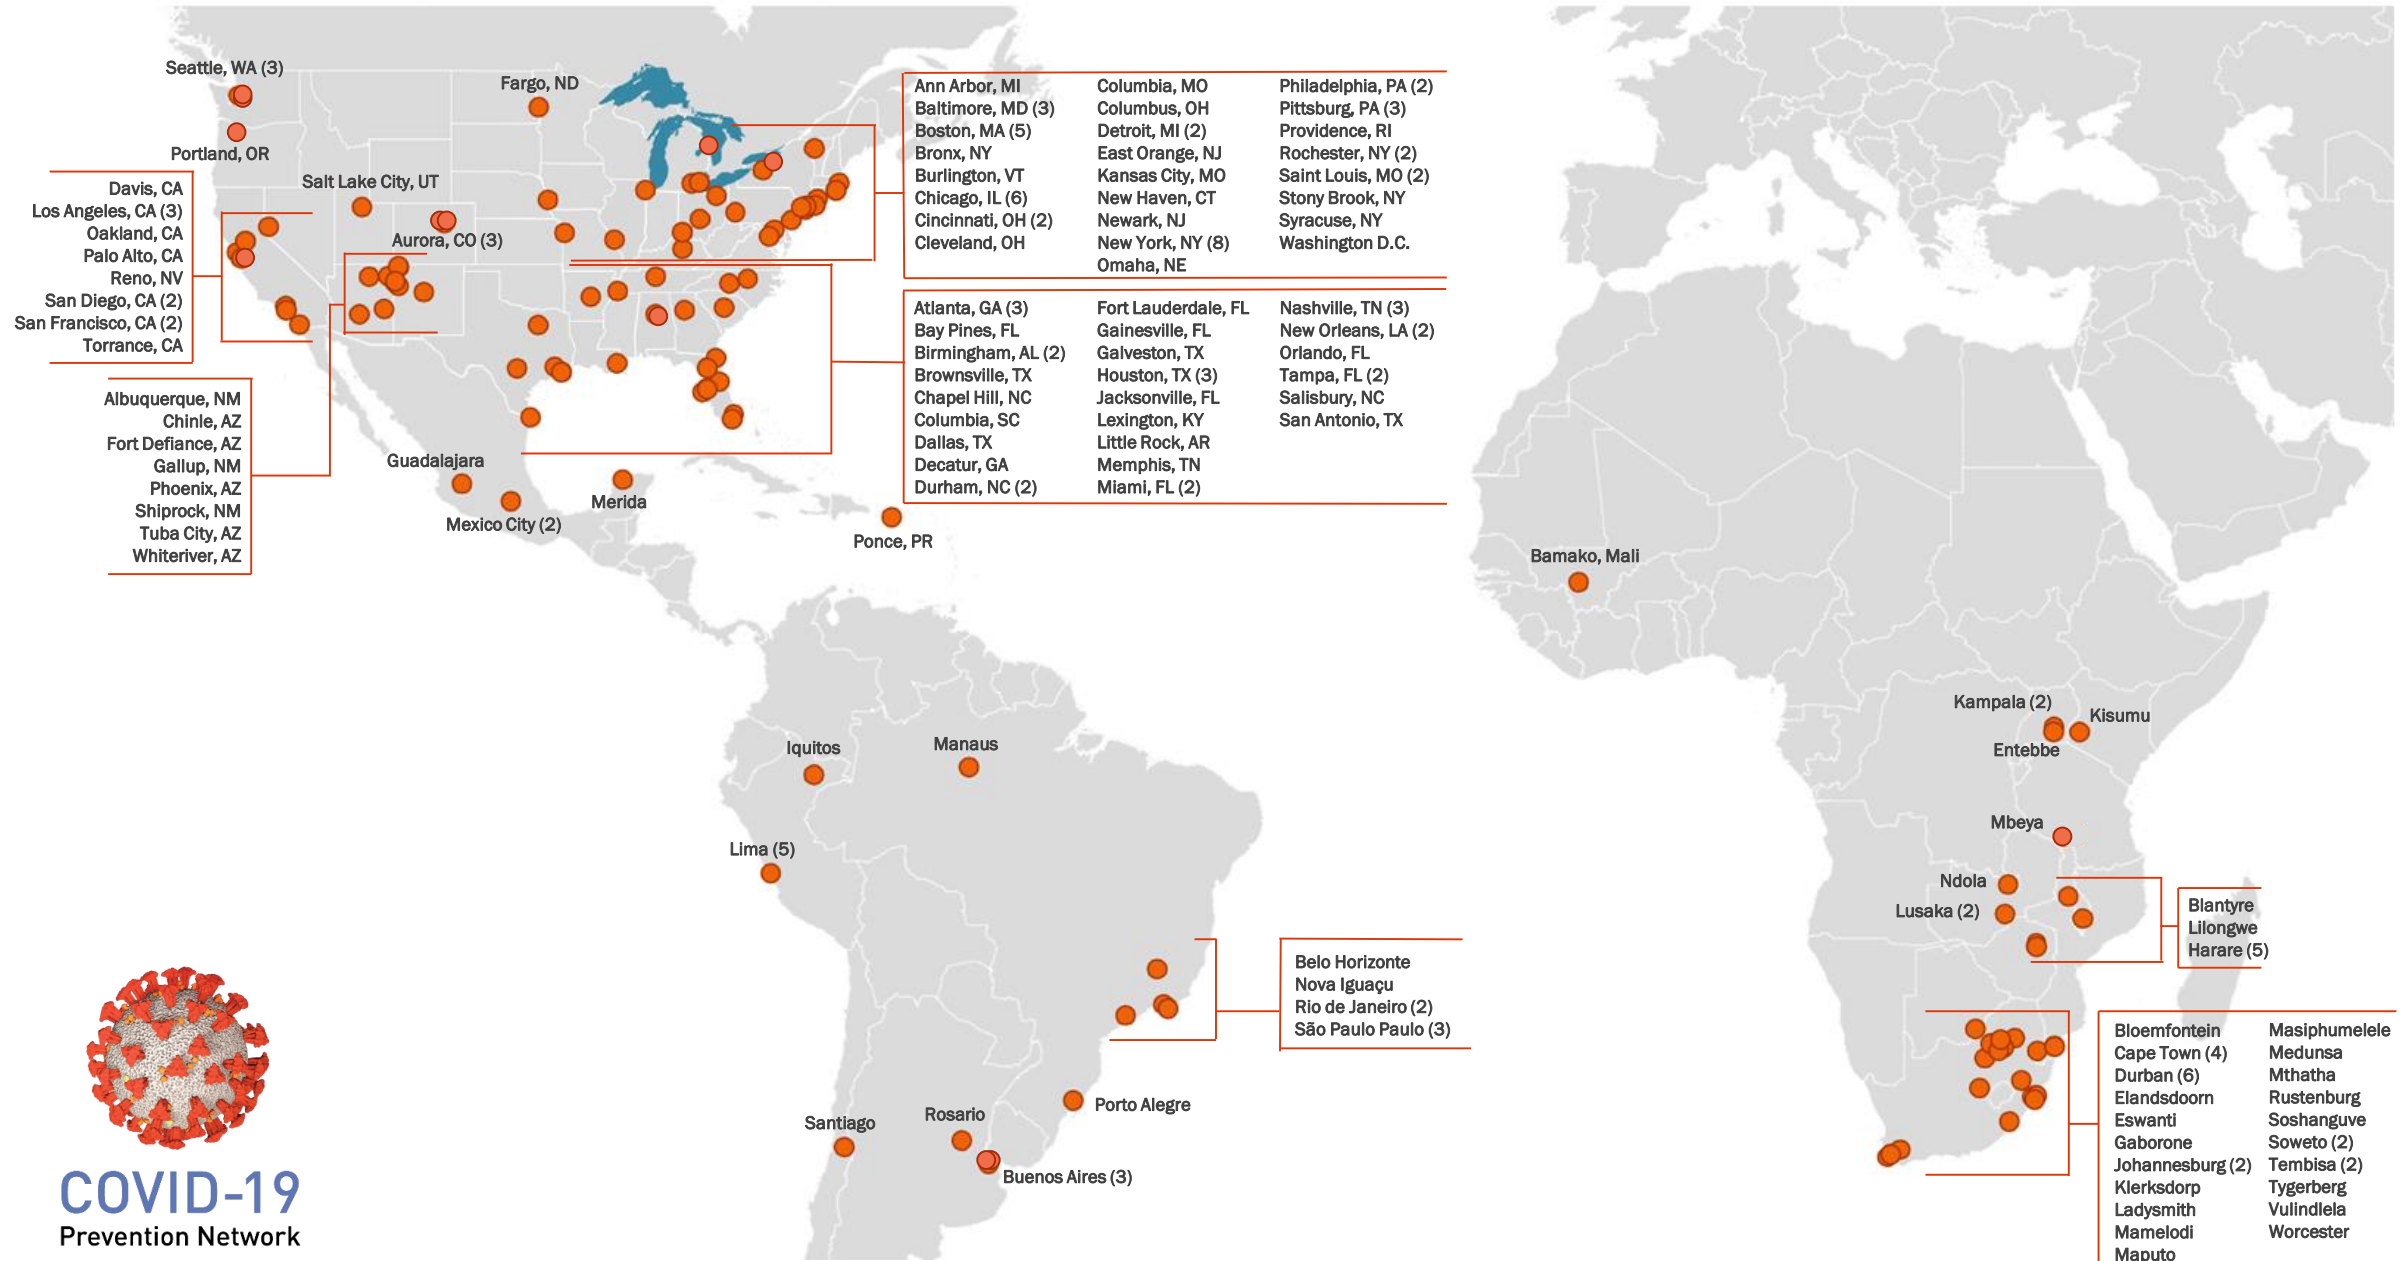 Seattle, WA (3)
Portland, OR
Fargo, ND
Salt Lake City, UT
Aurora, CO (3)
Davis, CA
Los Angeles, CA (3)
Oakland, CA
Palo Alto, CA
Reno, NV
San Diego, CA (2)
San Francisco, CA (2)
Torrance, CA
Albuquerque, NM
Chinle, AZ
Fort Defiance, AZ
Gallup, NM
Phoenix, AZ
Shiprock, NM
Tuba City, AZ
Whiteriver, AZ
Ann Arbor, MI
Baltimore, MD (3)
Boston, MA (5)
Bronx, NY
Burlington, VT
Chicago, IL (6)
Cincinnati, OH (2)
Cleveland, OH
Columbia, MO
Columbus, OH
Detroit, MI (2)
East Orange, NJ
Kansas City, MO
New Haven, CT
Newark, NJ
New York, NY (8)
Omaha, NE
Philadelphia, PA (2)
Pittsburg, PA (3)
Providence, RI
Rochester, NY (2)
Saint Louis, MO (2)
Stony Brook, NY
Syracuse, NY
Washington D.C.
Atlanta, GA (3)
Bay Pines, FL
Birmingham, AL (2)
Brownsville, TX
Chapel Hill, NC
Columbia, SC
Dallas, TX
Decatur, GA
Durham, NC (2)
Fort Lauderdale, FL
Gainesville, FL
Galveston, TX
Houston, TX (3)
Jacksonville, FL
Lexington, KY
Little Rock, AR
Memphis, TN
Miami, FL (2)
Nashville, TN (3)
New Orleans, LA (2)
Orlando, FL
Tampa, FL (2)
Salisbury, NC
San Antonio, TX
Guadalajara
Mexico City (2)
Merida
Ponce, PR
Iquitos
Manaus
Lima (5)
Belo Horizonte
Nova Iguaçu
Rio de Janeiro (2)
São Paulo Paulo (3)
Porto Alegre
Santiago
Rosario
Buenos Aires (3)
Bamako, Mali
Kampala (2)
Kisumu
Entebbe
Mbeya
Ndola
Lusaka (2)
Blantyre
Lilongwe
Harare (5)
Bloemfontein
Cape Town (4)
Durban (6)
Elandsdoorn
Eswanti
Gaborone
Johannesburg (2)
Klerksdorp
Ladysmith
Mamelodi
Maputo
Masiphumelele
Medunsa
Mthatha
Rustenburg
Soshanguve
Soweto (2)
Tembisa (2)
Tygerberg
Vulindlela
Worcester
COVID-19
Prevention Network